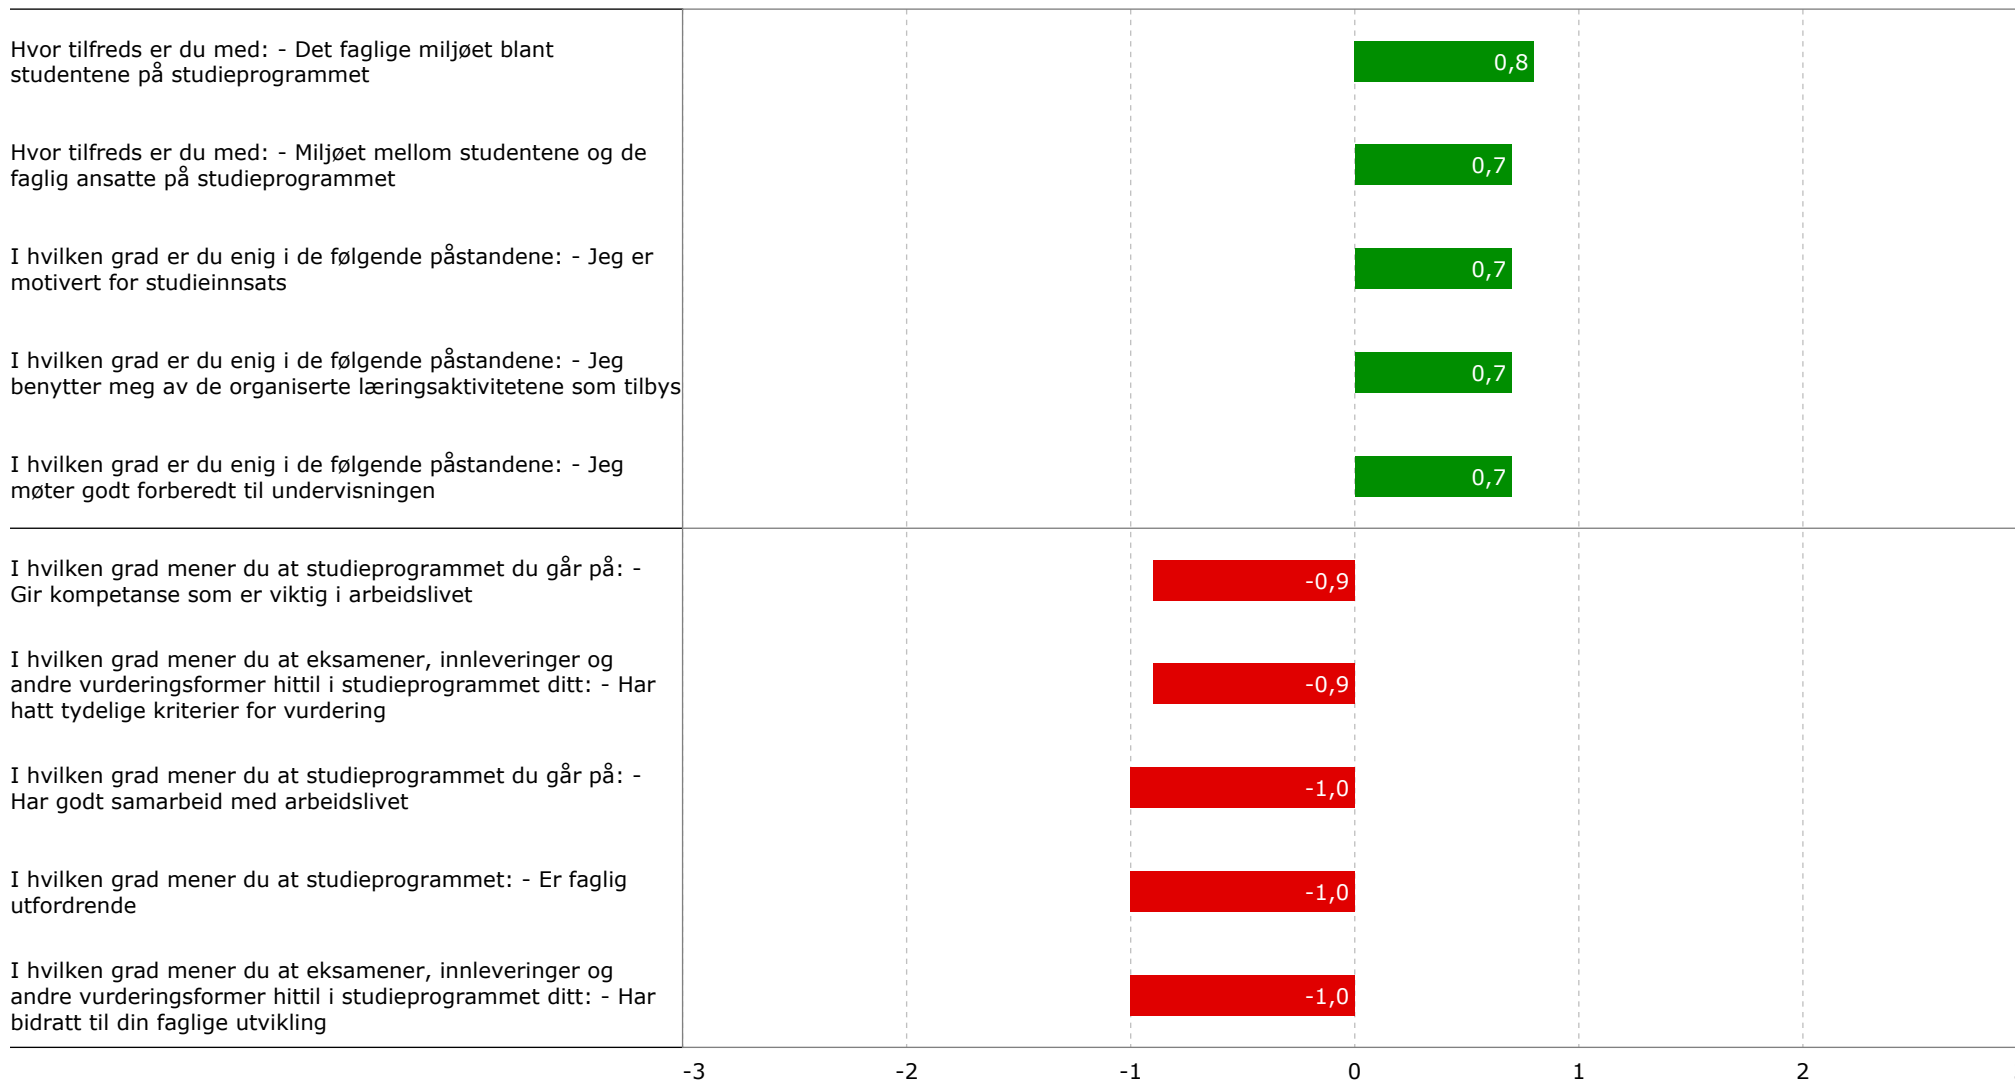 Hvor tilfreds er du med: - Det faglige miljøet blant
studentene på studieprogrammet
0,8
Hvor tilfreds er du med: - Miljøet mellom studentene og de
faglig ansatte på studieprogrammet
0,7
I hvilken grad er du enig i de følgende påstandene: - Jeg er
motivert for studieinnsats
0,7
I hvilken grad er du enig i de følgende påstandene: - Jeg
benytter meg av de organiserte læringsaktivitetene som tilbys
0,7
I hvilken grad er du enig i de følgende påstandene: - Jeg
møter godt forberedt til undervisningen
0,7
I hvilken grad mener du at studieprogrammet du går på: -
Gir kompetanse som er viktig i arbeidslivet
-0,9
I hvilken grad mener du at eksamener, innleveringer og
andre vurderingsformer hittil i studieprogrammet ditt: - Har
hatt tydelige kriterier for vurdering
-0,9
I hvilken grad mener du at studieprogrammet du går på: -
Har godt samarbeid med arbeidslivet
-1,0
I hvilken grad mener du at studieprogrammet: - Er faglig
utfordrende
-1,0
I hvilken grad mener du at eksamener, innleveringer og
andre vurderingsformer hittil i studieprogrammet ditt: - Har
bidratt til din faglige utvikling
-1,0
-3 -2 -1 0 1 2